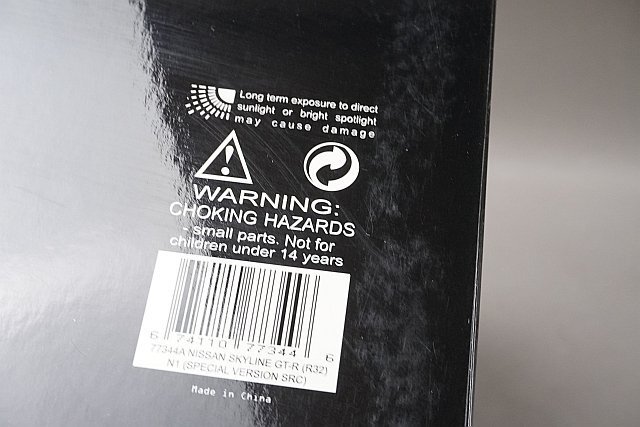 Long term exposure to direct
sunlight or bright spotlight
may cause damage
WARNING:
CHOKING HAZARDS
- small parts. Not for
children under 14 years
6 74110 77344 6
77344A NISSAN SKYLINE GT-R (R32)
N1 (SPECIAL VERSION SRC)
Made in China